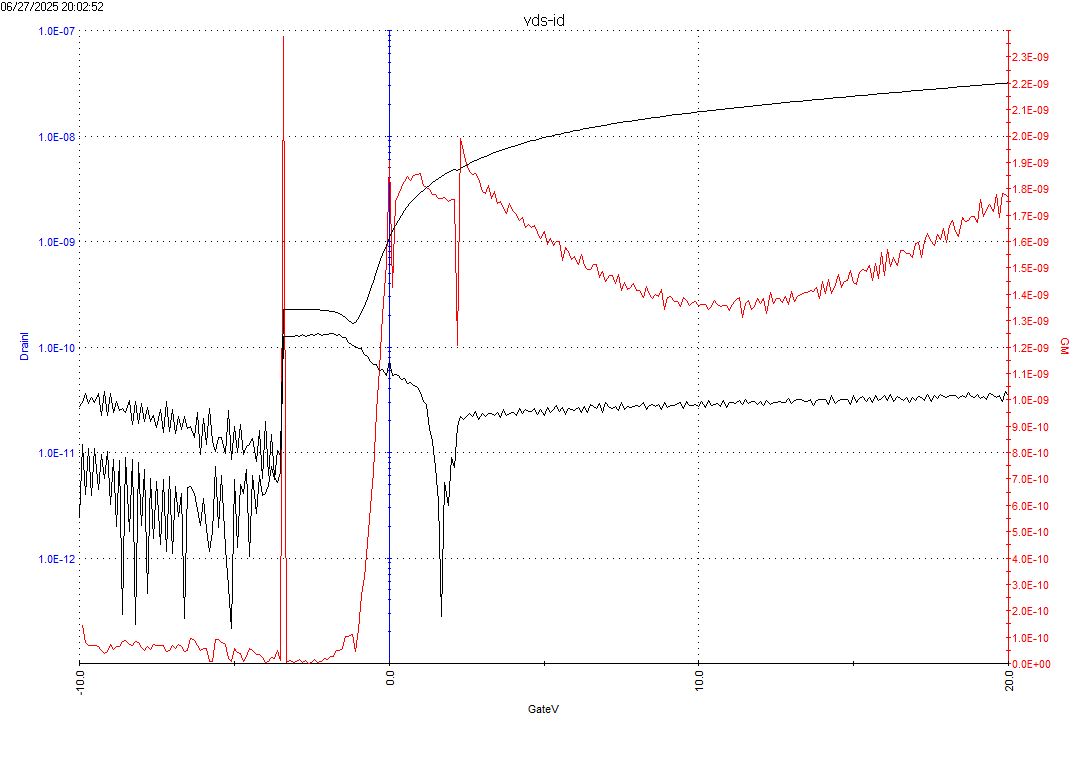 06/27/2025 20:02:52
vds-id
1.0E-07
1.0E-08
1.0E-09
1.0E-10
1.0E-11
1.0E-12
DrainI
2.3E-09
2.2E-09
2.1E-09
2.0E-09
1.9E-09
1.8E-09
1.7E-09
1.6E-09
1.5E-09
1.4E-09
1.3E-09
1.2E-09
1.1E-09
1.0E-09
9.0E-10
8.0E-10
7.0E-10
6.0E-10
5.0E-10
4.0E-10
3.0E-10
2.0E-10
1.0E-10
0.0E+00
GM
-10.0
0.0
10.0
20.0
GateV